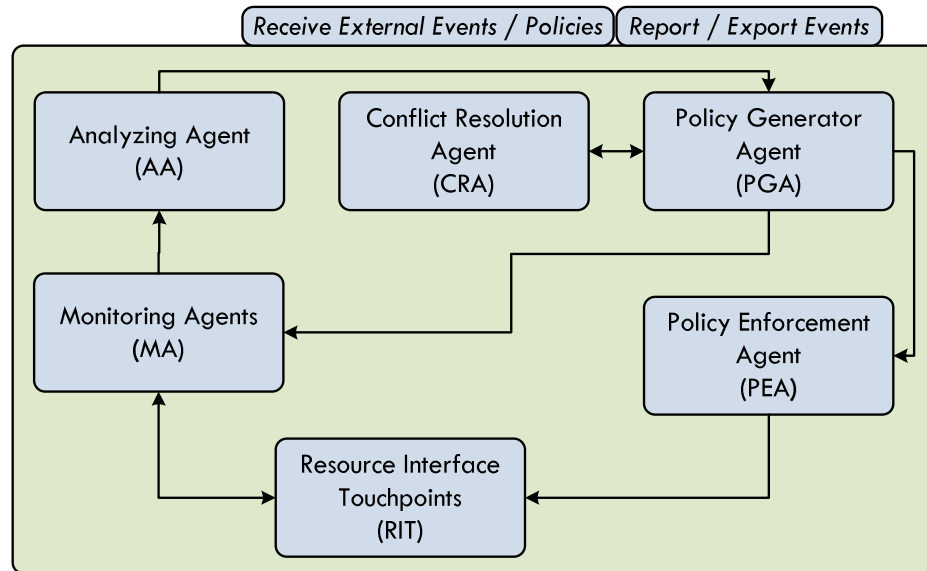 Receive External Events / Policies
Report / Export Events
Analyzing Agent
(AA)
Conflict Resolution
Agent
(CRA)
Policy Generator
Agent
(PGA)
Monitoring Agents
(MA)
Policy Enforcement
Agent
(PEA)
Resource Interface
Touchpoints
(RIT)